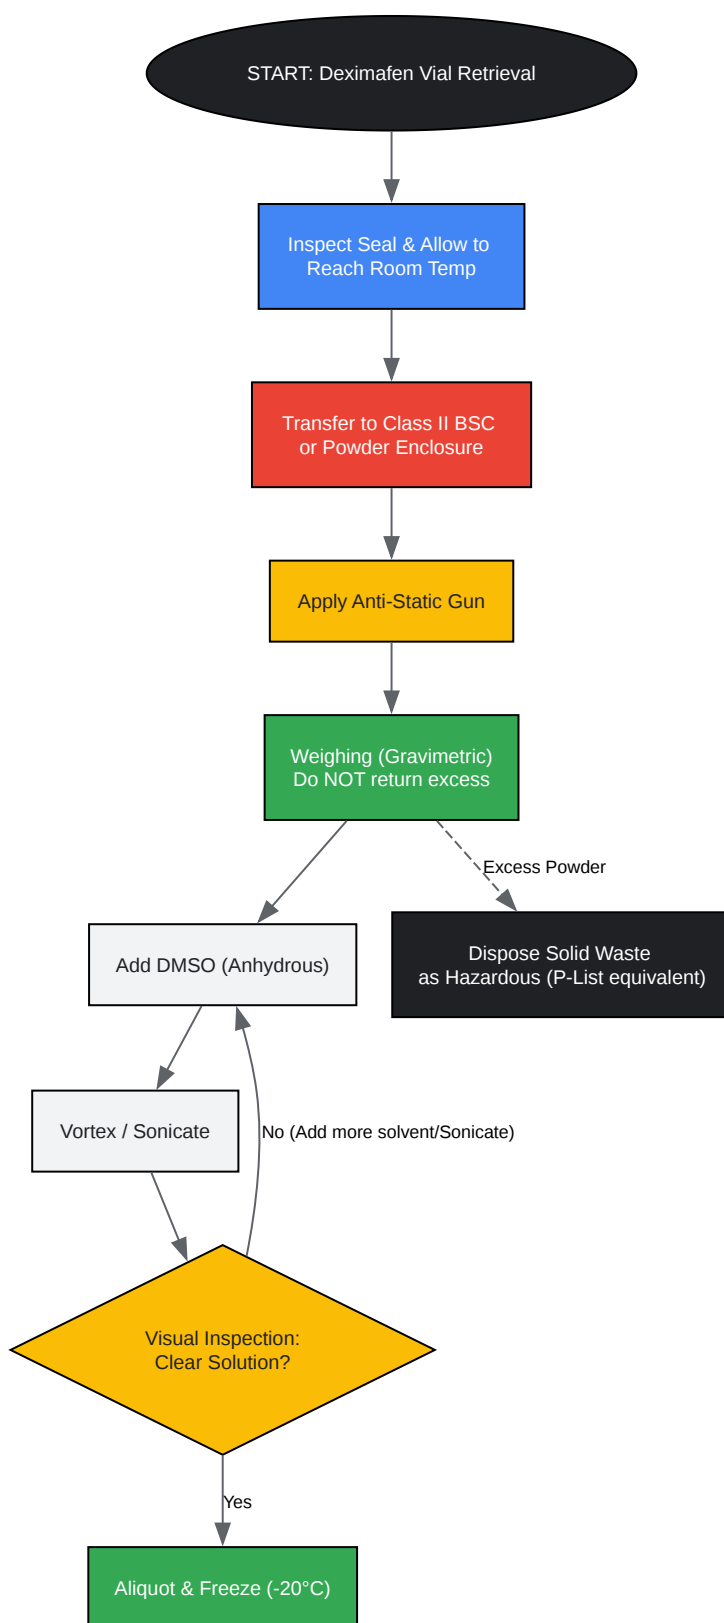 START: Deximafen Vial Retrieval
Inspect Seal & Allow to
Reach Room Temp
Transfer to Class II BSC
or Powder Enclosure
Apply Anti-Static Gun
Weighing (Gravimetric)
Do NOT return excess
Excess Powder
Add DMSO (Anhydrous)
Dispose Solid Waste
as Hazardous (P-List equivalent)
Vortex / Sonicate
No (Add more solvent/Sonicate)
Visual Inspection:
Clear Solution?
Yes
Aliquot & Freeze (-20°C)